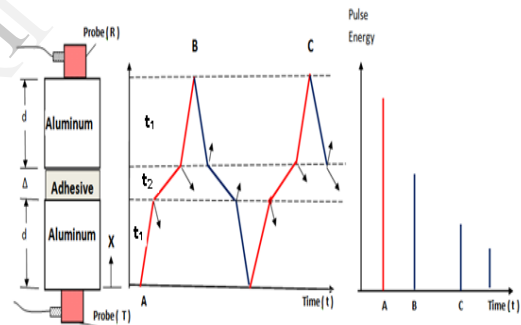 Probe(R)
B
C
Pulse
Energy
d
Aluminum
t₁
Δ
Adhesive
t₂
d
Aluminum
X
t₁
A
Time(t)
Probe(T)
A
B
C
Time(t)